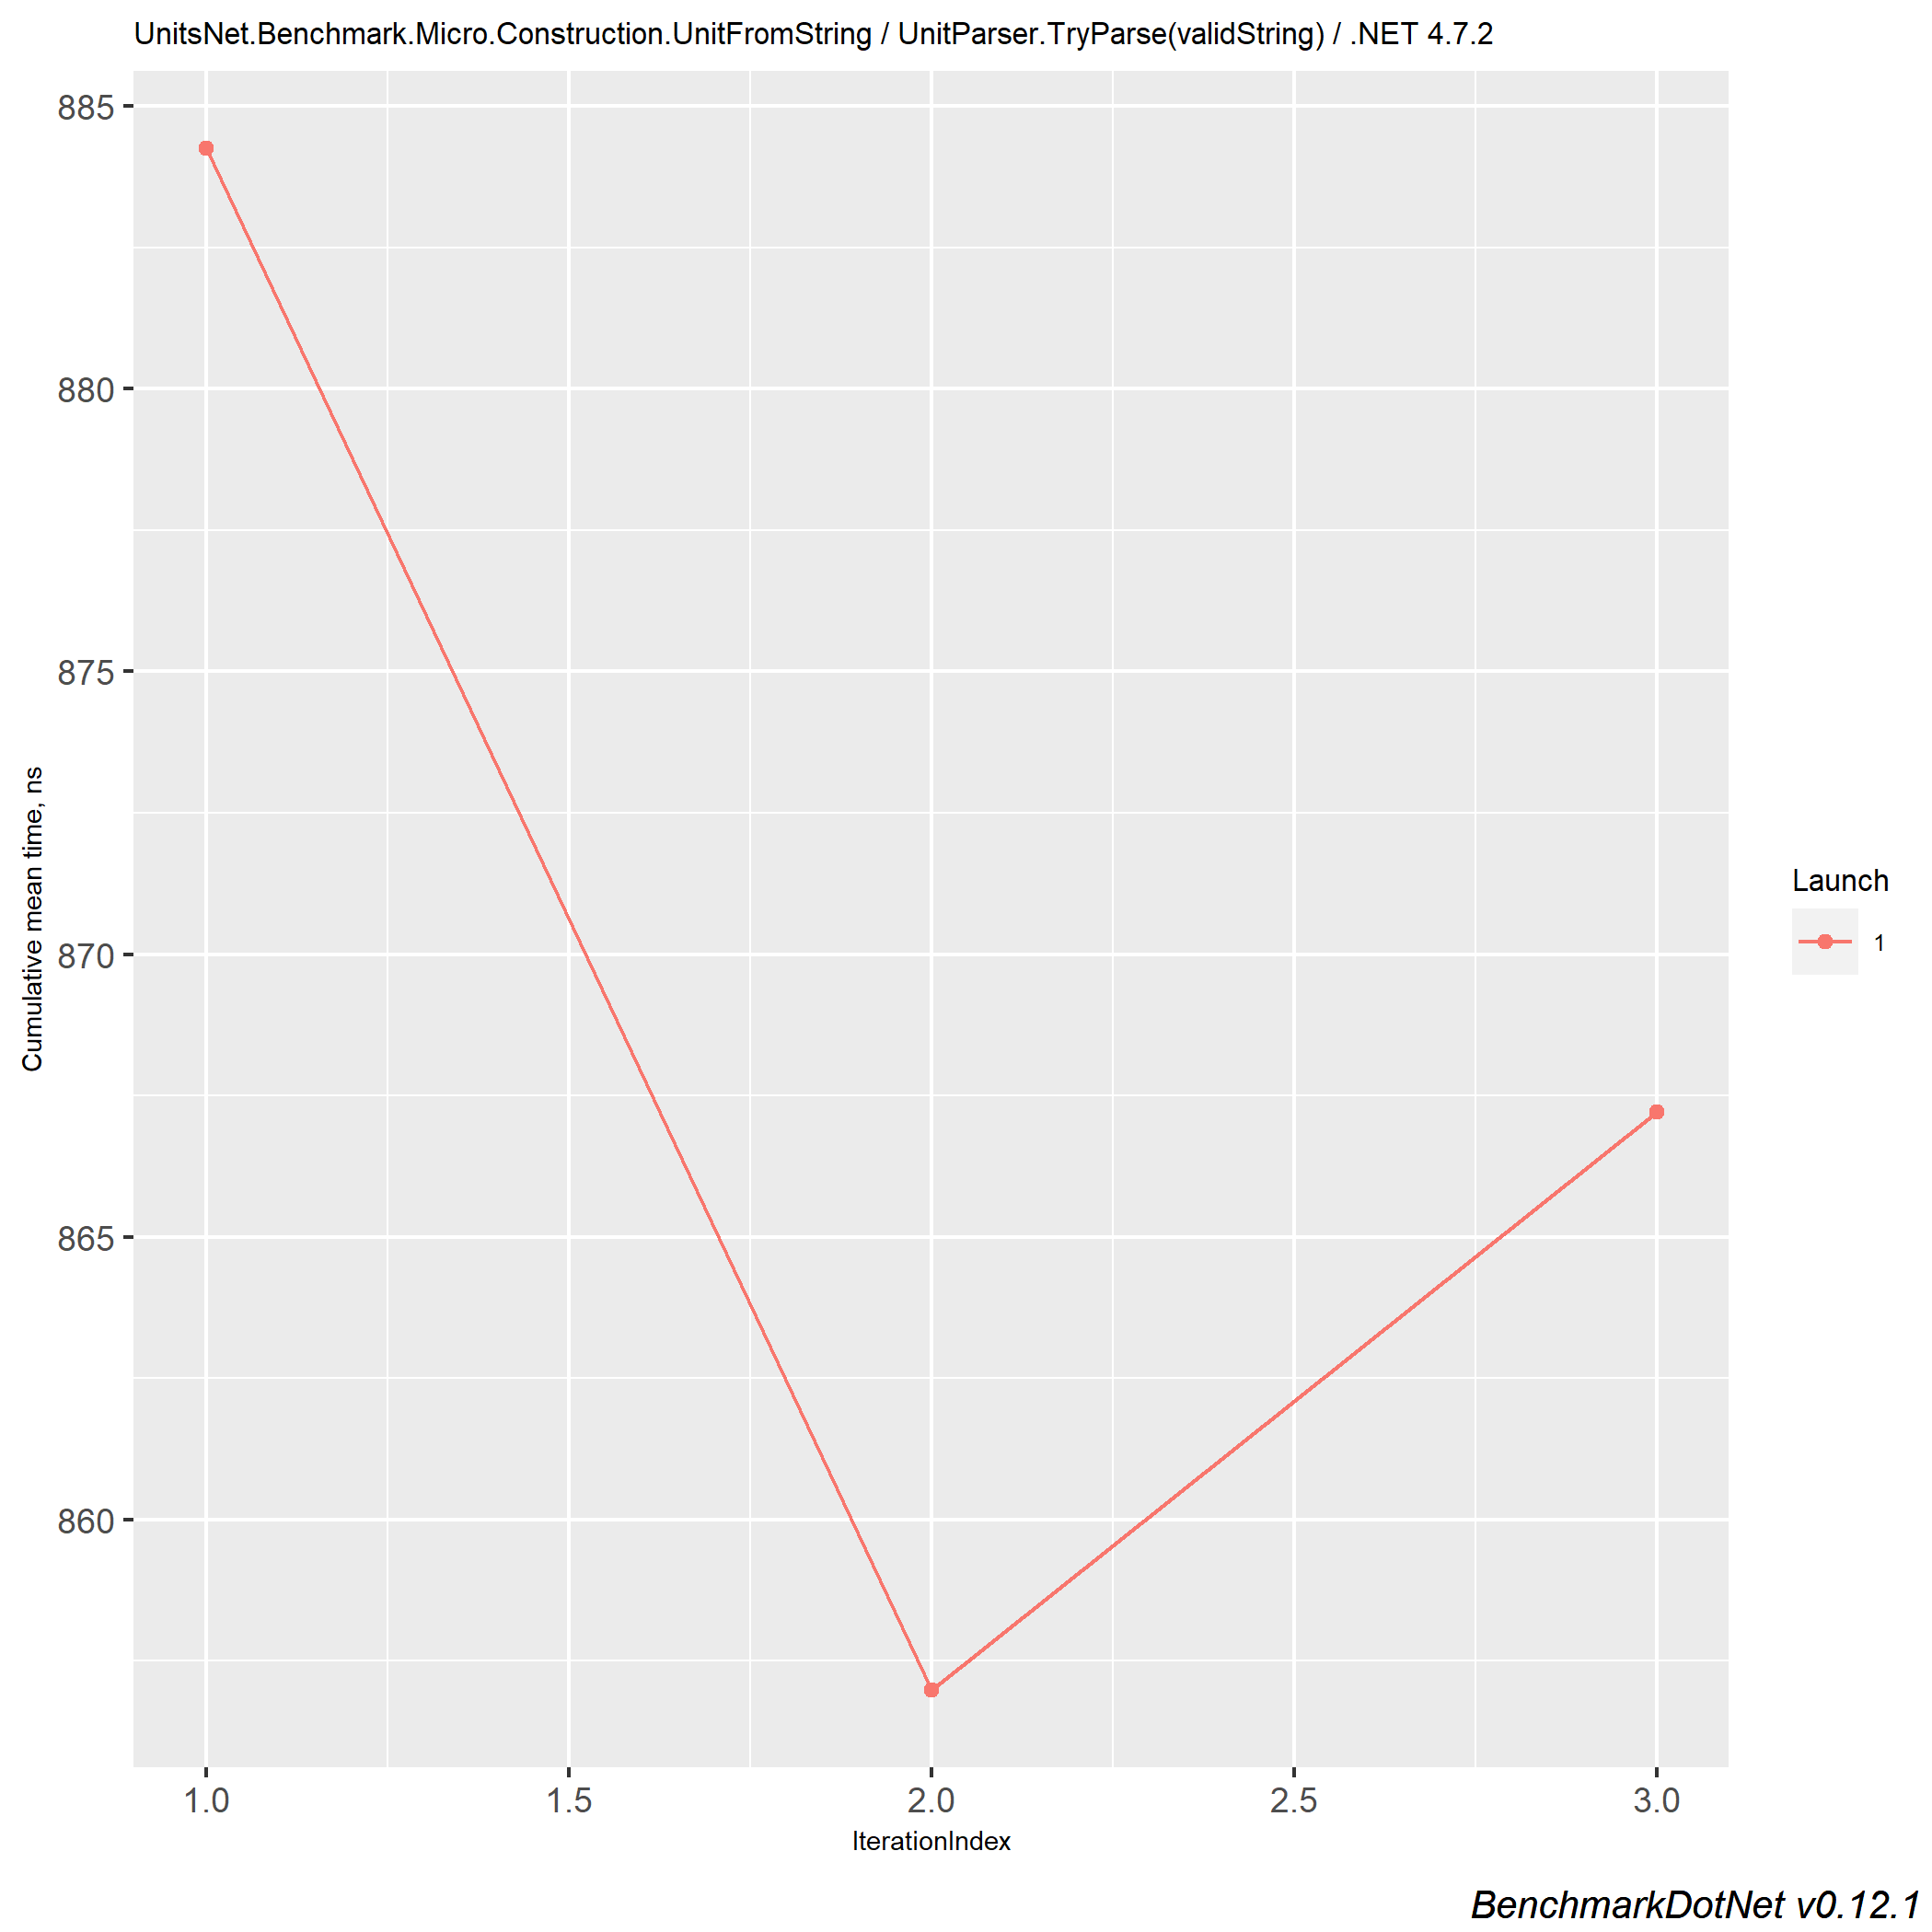 UnitsNet.Benchmark.Micro.Construction.UnitFromString / UnitParser.TryParse(validString) / .NET 4.7.2
885
880
875
870
865
860
Cumulative mean time, ns
1.0 1.5 2.0 2.5 3.0
IterationIndex
Launch
1
BenchmarkDotNet v0.12.1